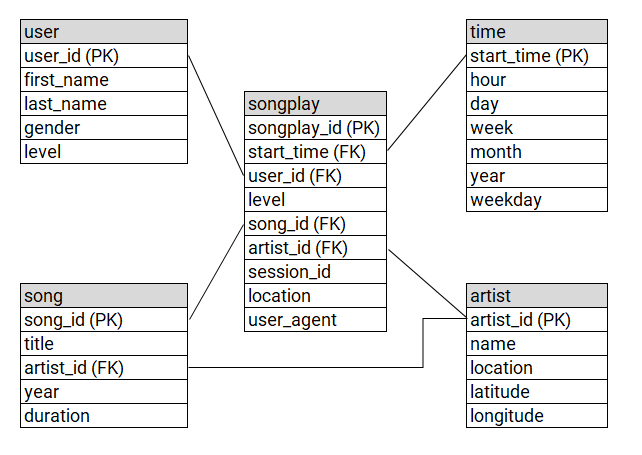 user
user_id (PK)
first_name
last_name
gender
level
time
start_time (PK)
hour
day
week
month
year
weekday
songplay
songplay_id (PK)
start_time (FK)
user_id (FK)
level
song_id (FK)
artist_id (FK)
session_id
location
user_agent
song
song_id (PK)
title
artist_id (FK)
year
duration
artist
artist_id (PK)
name
location
latitude
longitude